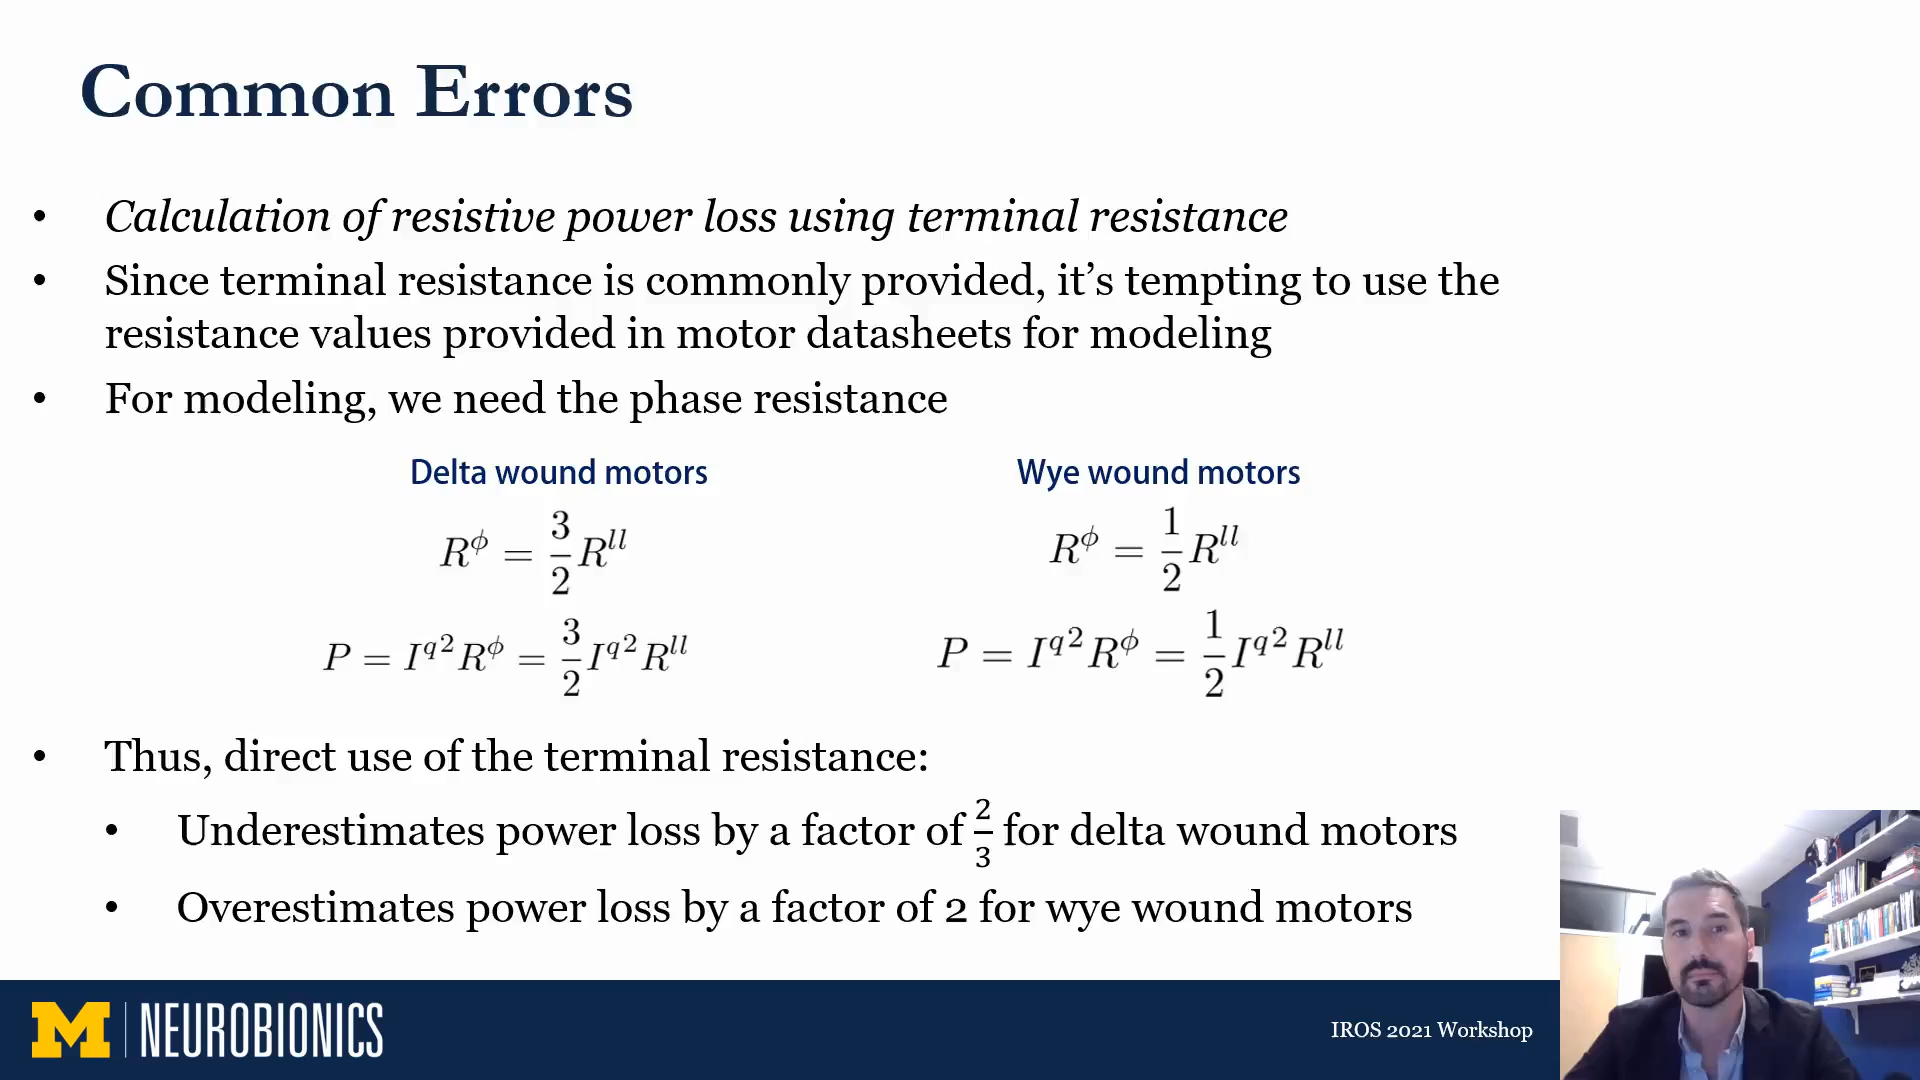 Common Errors
• Calculation of resistive power loss using terminal resistance
• Since terminal resistance is commonly provided, it’s tempting to use the
resistance values provided in motor datasheets for modeling
• For modeling, we need the phase resistance
Delta wound motors
R^ϕ = 3/2 R^ll
P = I^q2 R^ϕ = 3/2 I^q2 R^ll
Wye wound motors
R^ϕ = 1/2 R^ll
P = I^q2 R^ϕ = 1/2 I^q2 R^ll
• Thus, direct use of the terminal resistance:
• Underestimates power loss by a factor of 2/3 for delta wound motors
• Overestimates power loss by a factor of 2 for wye wound motors
M NEUROBIONICS
IROS 2021 Workshop